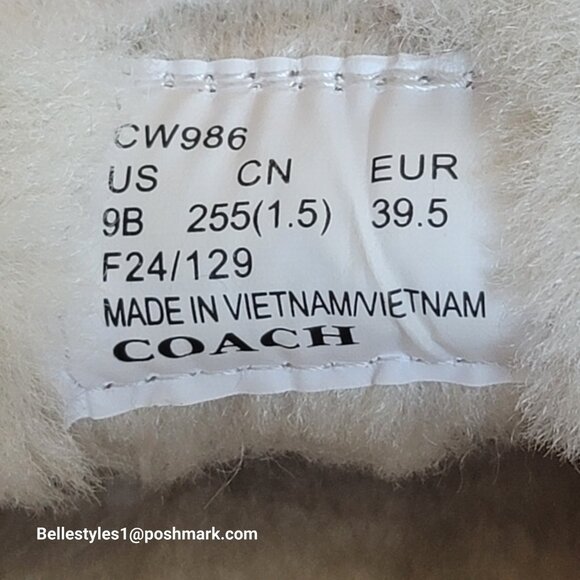 CW986
US CN EUR
9B 255(1.5) 39.5
F24/129
MADE IN VIETNAM/VIETNAM
COACH
Bellestyles1@poshmark.com